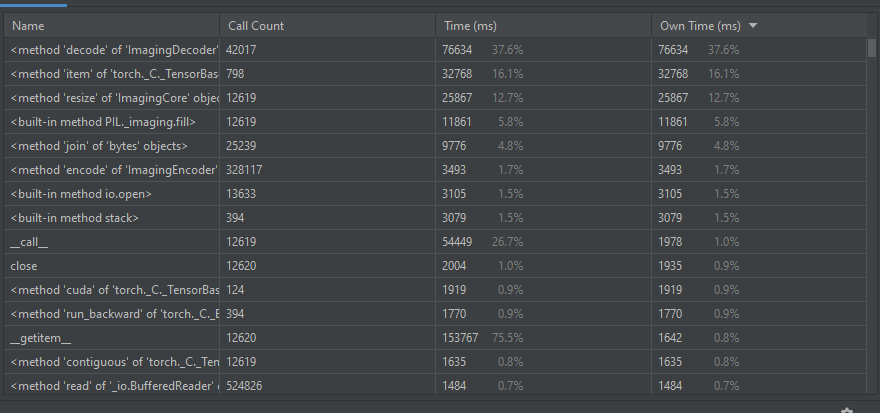 Name Call Count Time (ms) Own Time (ms)
<method 'decode' of 'ImagingDecoder' 42017 76634 37.6% 76634 37.6%
<method 'item' of 'torch._C._TensorBas 798 32768 16.1% 32768 16.1%
<method 'resize' of 'ImagingCore' objec 12619 25867 12.7% 25867 12.7%
<built-in method PIL._imaging.fill> 12619 11861 5.8% 11861 5.8%
<method 'join' of 'bytes' objects> 25239 9776 4.8% 9776 4.8%
<method 'encode' of 'ImagingEncoder' 328117 3493 1.7% 3493 1.7%
<built-in method io.open> 13633 3105 1.5% 3105 1.5%
<built-in method stack> 394 3079 1.5% 3079 1.5%
__call__ 12619 54449 26.7% 1978 1.0%
close 12620 2004 1.0% 1935 0.9%
<method 'cuda' of 'torch._C._TensorBas 124 1919 0.9% 1919 0.9%
<method 'run_backward' of 'torch._C._E 394 1770 0.9% 1770 0.9%
__getitem__ 12620 153767 75.5% 1642 0.8%
<method 'contiguous' of 'torch._C._Ten 12619 1635 0.8% 1635 0.8%
<method 'read' of '_io.BufferedReader' 524826 1484 0.7% 1484 0.7%